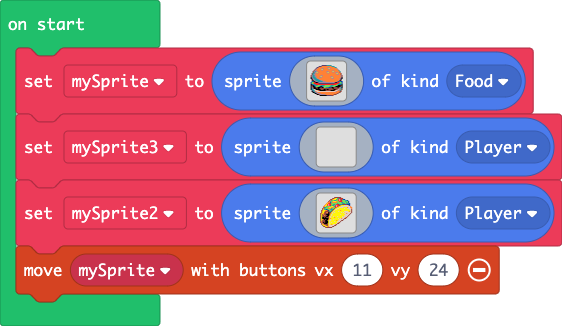 on start
set mySprite to sprite of kind Food
set mySprite3 to sprite of kind Player
set mySprite2 to sprite of kind Player
move mySprite with buttons vx 11 vy 24